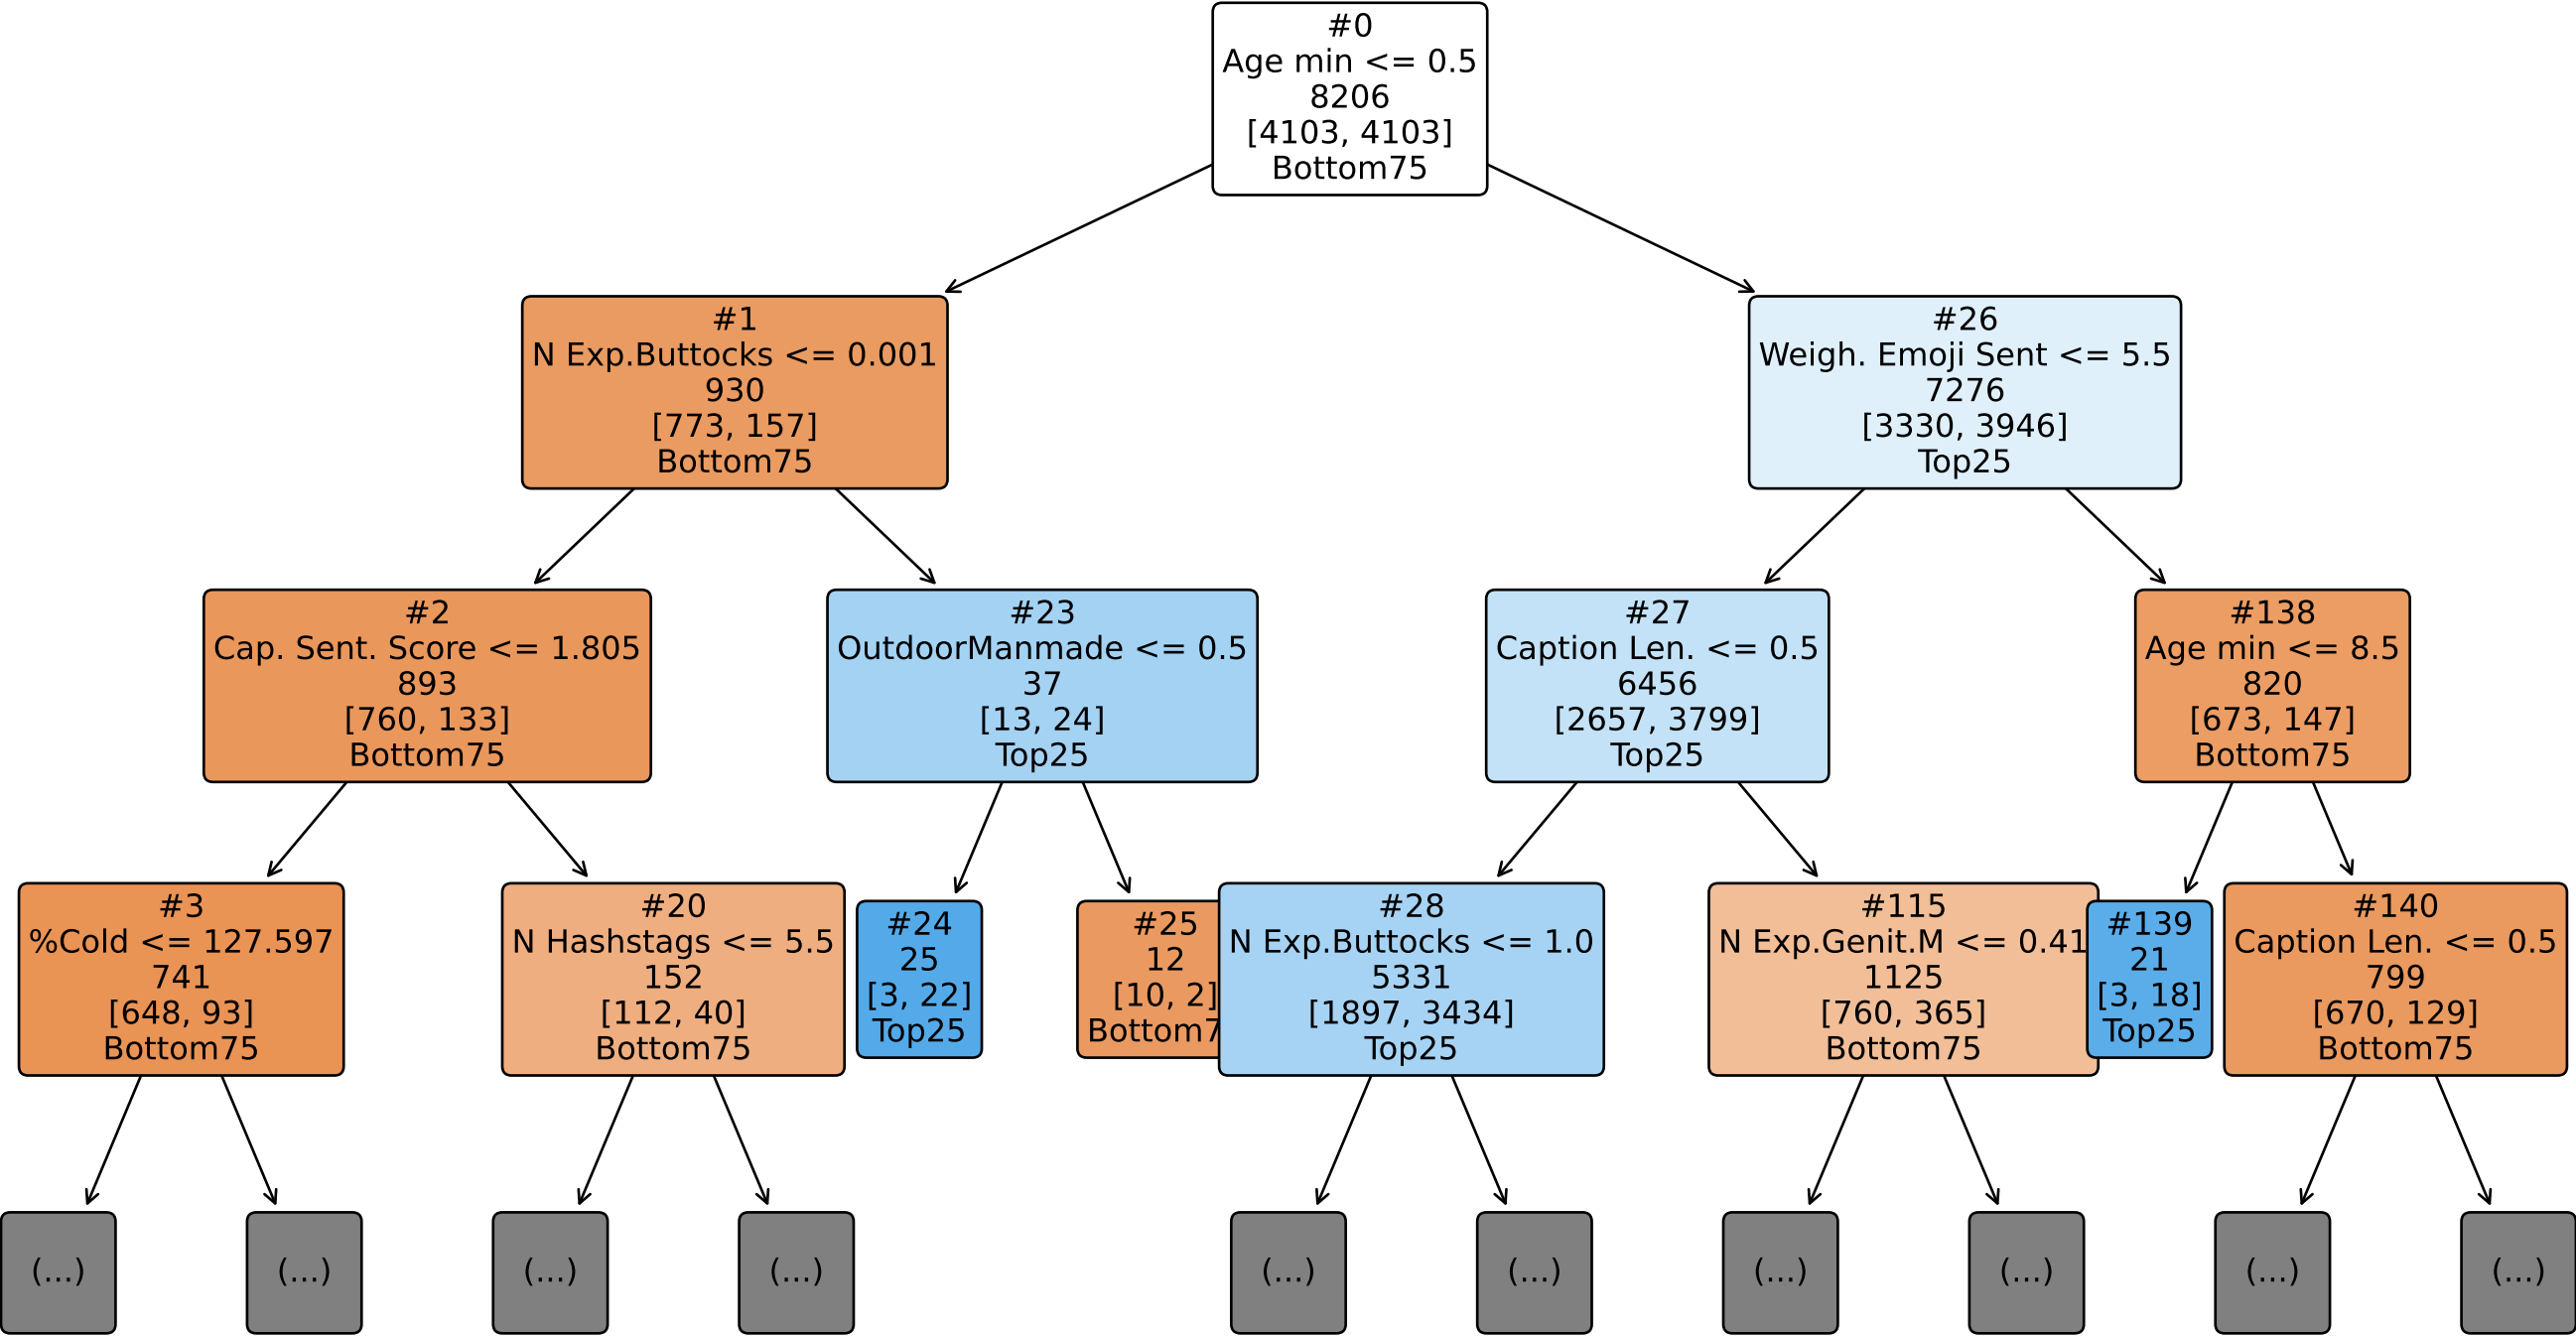 #0
Age min <= 0.5
8206
[4103, 4103]
Bottom75
#1
N Exp.Buttocks <= 0.001
930
[773, 157]
Bottom75
#26
Weigh. Emoji Sent <= 5.5
7276
[3330, 3946]
Top25
#2
Cap. Sent. Score <= 1.805
893
[760, 133]
Bottom75
#23
OutdoorManmade <= 0.5
37
[13, 24]
Top25
#27
Caption Len. <= 0.5
6456
[2657, 3799]
Top25
#138
Age min <= 8.5
820
[673, 147]
Bottom75
#3
%Cold <= 127.597
741
[648, 93]
Bottom75
#20
N Hashstags <= 5.5
152
[112, 40]
Bottom75
#24
25
[3, 22]
Top25
#25
12
[10, 2]
#28
N Exp.Buttocks <= 1.0
5331
[1897, 3434]
Top25
#115
N Exp.Genit.M <= 0.41
1125
[760, 365]
Bottom75
#139
21
[3, 18]
Top25
#140
Caption Len. <= 0.5
799
[670, 129]
Bottom75
(...)
(...)
(...)
(...)
(...)
(...)
(...)
(...)
(...)
(...)